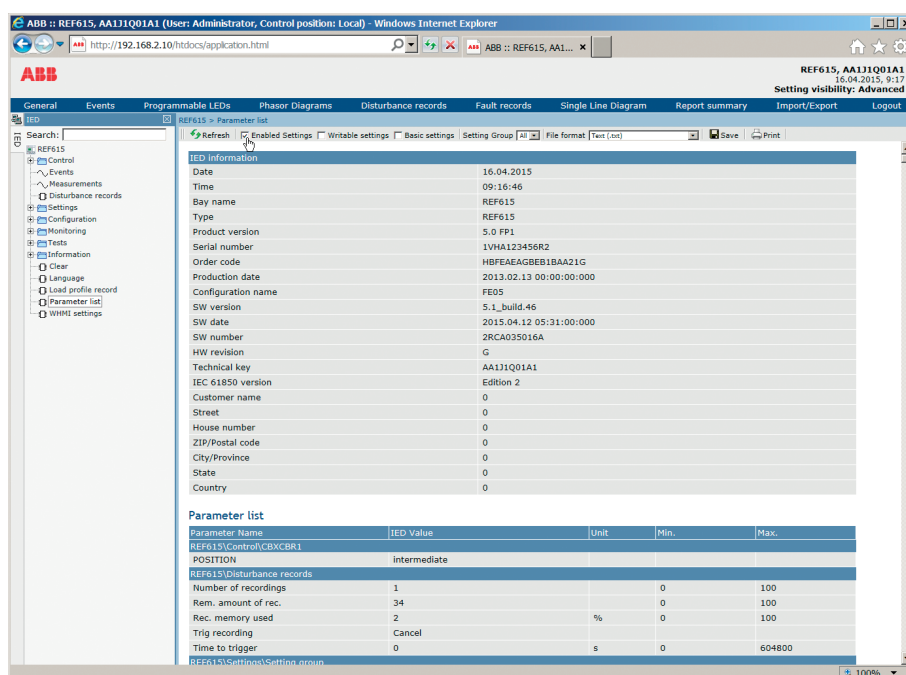 ABB :: REF615, AA1J1Q01A1 (User: Administrator, Control position: Local) - Windows Internet Explorer
http://192.168.2.10/htdocs/application.html
ABB :: REF615, AA1...
ABB
REF615, AA1J1Q01A1
16.04.2015, 9:17
Setting visibility: Advanced
General Events Programmable LEDs Phasor Diagrams Disturbance records Fault records Single Line Diagram Report summary Import/Export Logout
IED
REF615 > Parameter list
IED
Search:
Refresh Enabled Settings Writable settings Basic settings Setting Group All File format Text (.txt) Save Print
REF615
Control
Events
Measurements
Disturbance records
Settings
Configuration
Monitoring
Tests
Information
Clear
Language
Load profile record
Parameter list
WHMI settings
IED information
Date 16.04.2015
Time 09:16:46
Bay name REF615
Type REF615
Product version 5.0 FP1
Serial number 1VHA123456R2
Order code HBFEAEAGBEB1BAA21G
Production date 2013.02.13 00:00:00:000
Configuration name FE05
SW version 5.1_build.46
SW date 2015.04.12 05:31:00:000
SW number 2RCA035016A
HW revision G
Technical key AA1J1Q01A1
IEC 61850 version Edition 2
Customer name 0
Street 0
House number 0
ZIP/Postal code 0
City/Province 0
State 0
Country 0
Parameter list
Parameter Name IED Value Unit Min. Max.
REF615\Control\CBXCBR1
POSITION intermediate
REF615\Disturbance records
Number of recordings 1 0 100
Rem. amount of rec. 34 0 100
Rec. memory used 2 % 0 100
Trig recording Cancel
Time to trigger 0 s 0 604800
REF615\Settings\Setting group
100%